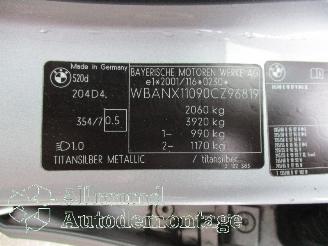 Made in Germany
BAYERISCHE MOTOREN WERKE AG
e1*2001/116*0230*
520d
WBANX11090CZ96819
204D4
2060 kg
354/7 0.5
3920 kg
1- 990 kg
1.0
2- 1170 kg
TITANSILBER METALLIC / titansilber
Allround
Autodemontage